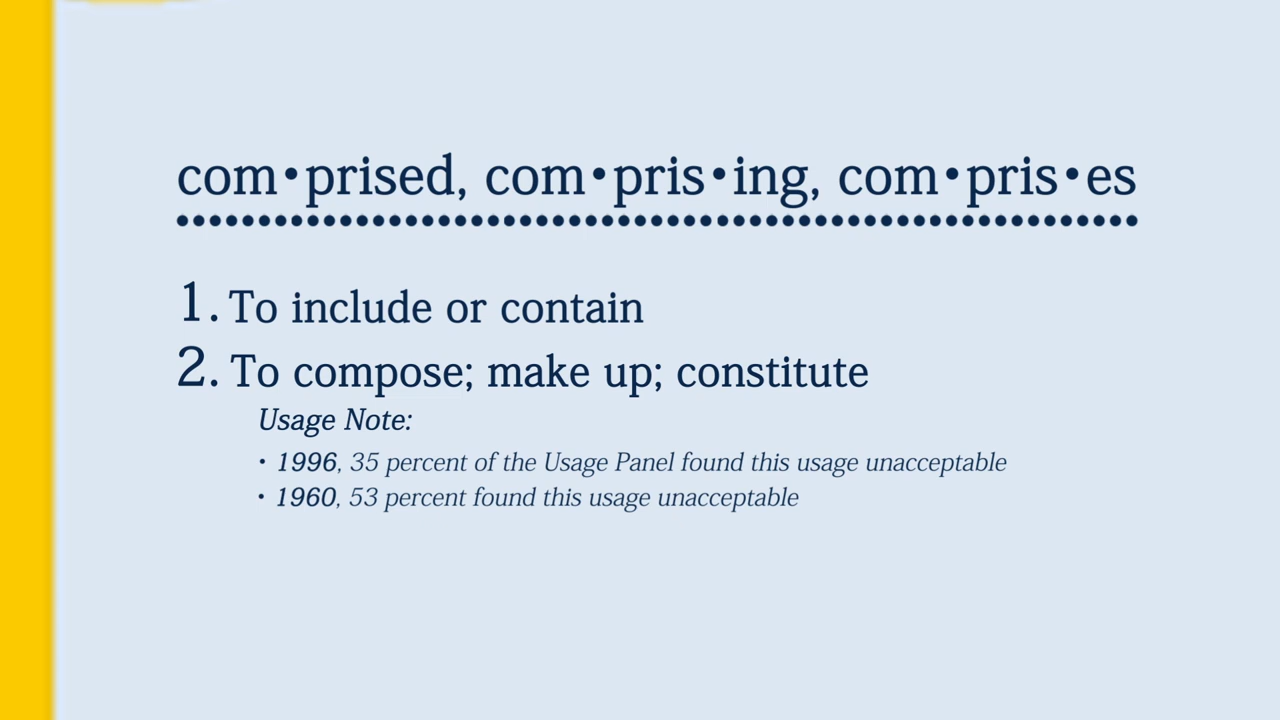 com•prised, com•pris•ing, com•pris•es
1. To include or contain
2. To compose; make up; constitute
Usage Note:
• 1996, 35 percent of the Usage Panel found this usage unacceptable
• 1960, 53 percent found this usage unacceptable